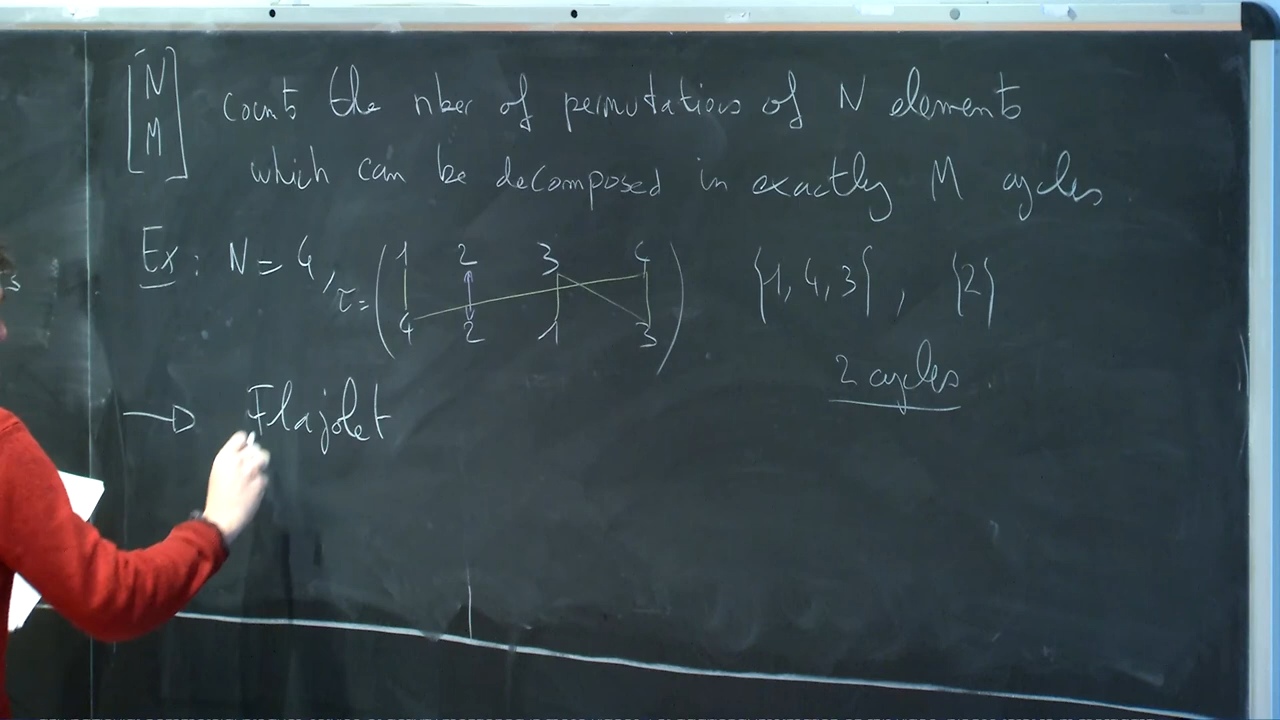 [N M] counts the nber of permutations of N elements
which can be decomposed in exactly M cycles.
Ex: N = 4, τ = (1 2 3 4
4 2 1 3) {1, 4, 3}, {2}
2 cycles.
→ Flajolet